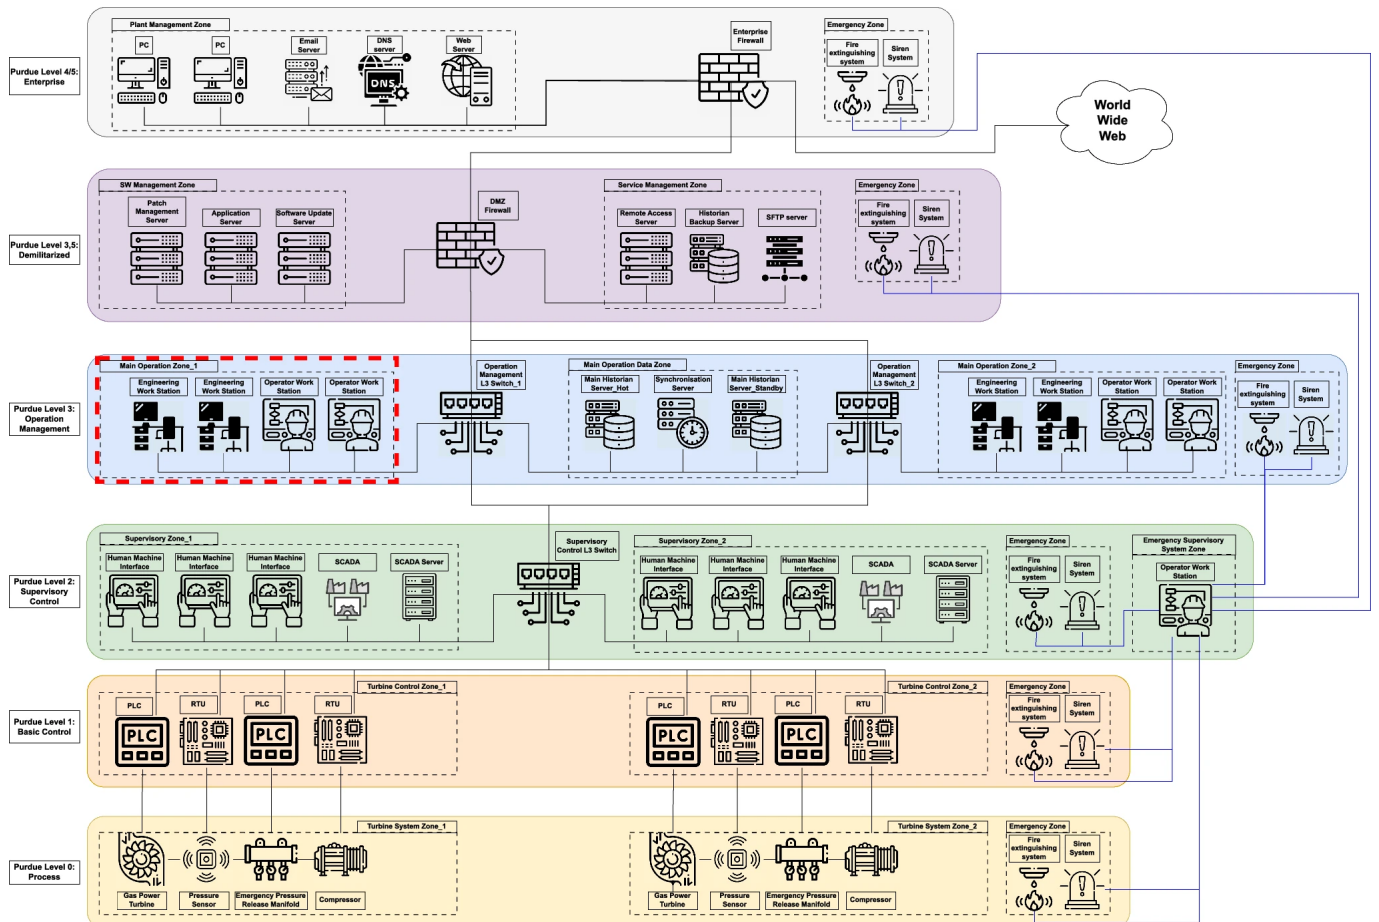 Plant Management Zone
PC
PC
Email
Server
DNS
server
Web
Server
DNS
Enterprise
Firewall
Emergency Zone
Fire
extinguishing
system
Siren
System
Purdue Level 4/5:
Enterprise
World
Wide
Web
SW Management Zone
Patch
Management
Server
Application
Server
Software Update
Server
DMZ
Firewall
Service Management Zone
Remote Access
Server
Historian
Backup Server
SFTP server
Emergency Zone
Fire
extinguishing
system
Siren
System
Purdue Level 3,5:
Demilitarized
Main Operation Zone_1
Engineering
Work Station
Engineering
Work Station
Operator Work
Station
Operator Work
Station
Operation
Management
L3 Switch_1
Main Operation Data Zone
Main Historian
Server_Hot
Synchronisation
Server
Main Historian
Server_Standby
Operation
Management
L3 Switch_2
Main Operation Zone_2
Engineering
Work Station
Engineering
Work Station
Operator Work
Station
Operator Work
Station
Emergency Zone
Fire
extinguishing
system
Siren
System
Purdue Level 3:
Operation
Management
Supervisory Zone_1
Human Machine
Interface
Human Machine
Interface
Human Machine
Interface
SCADA
SCADA Server
Supervisory
Control L3 Switch
Supervisory Zone_2
Human Machine
Interface
Human Machine
Interface
Human Machine
Interface
SCADA
SCADA Server
Emergency Zone
Fire
extinguishing
system
Siren
System
Emergency Supervisory
System Zone
Operator Work
Station
Purdue Level 2:
Supervisory
Control
Turbine Control Zone_1
PLC
RTU
PLC
RTU
PLC
PLC
Turbine Control Zone_2
PLC
RTU
PLC
RTU
PLC
PLC
Emergency Zone
Fire
extinguishing
system
Siren
System
Purdue Level 1:
Basic Control
Turbine System Zone_1
Gas Power
Turbine
Pressure
Sensor
Emergency Pressure
Release Manifold
Compressor
Turbine System Zone_2
Gas Power
Turbine
Pressure
Sensor
Emergency Pressure
Release Manifold
Compressor
Emergency Zone
Fire
extinguishing
system
Siren
System
Purdue Level 0:
Process